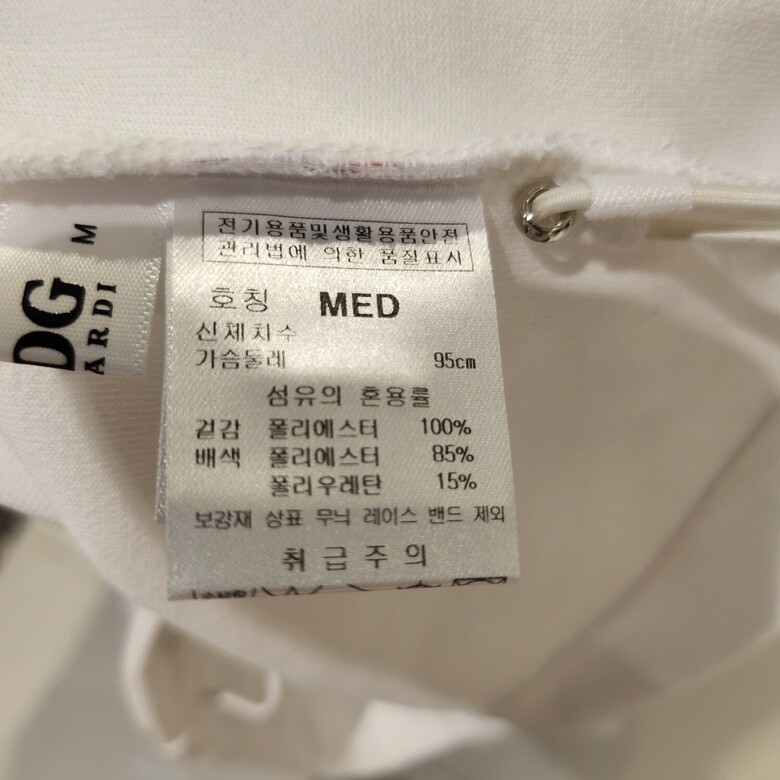 전기용품및생활용품안전
관리법에 의한 품질표시
호칭 MED
신체치수
가슴둘레 95cm
섬유의 혼용률
겉감 폴리에스터 100%
배색 폴리에스터 85%
폴리우레탄 15%
보강재 상표 무늬 레이스 밴드 제외
취급주의
M
DG
ARDI